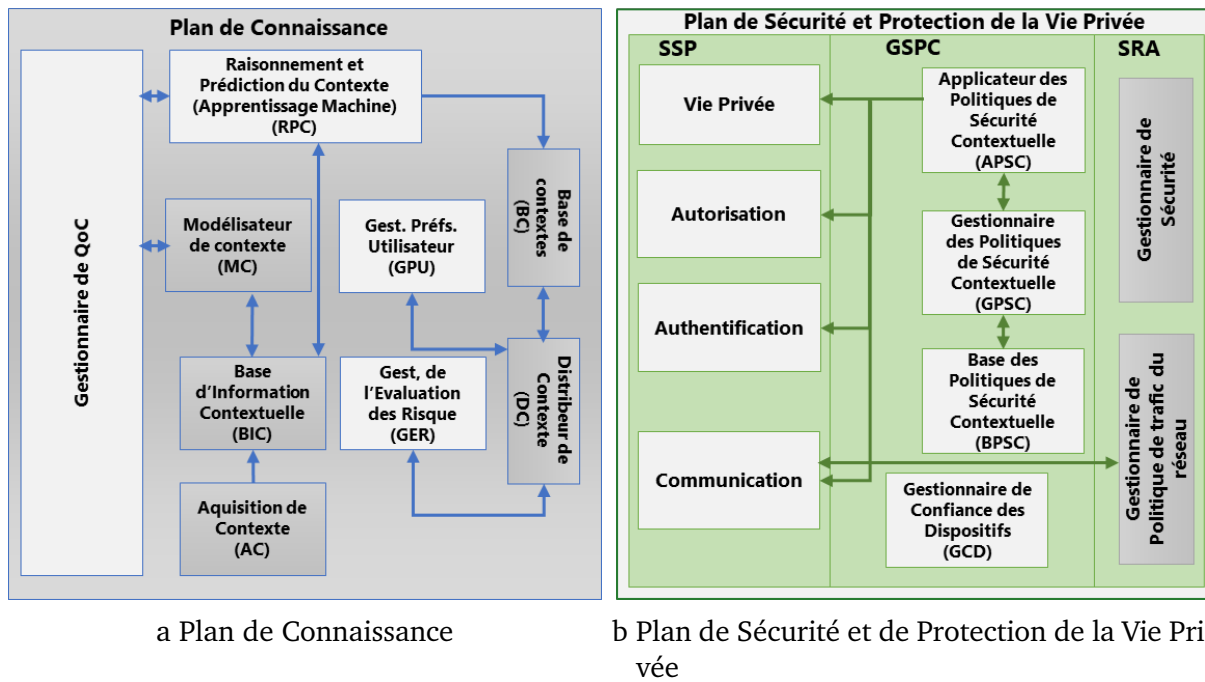 Plan de Connaissance
Gestionnaire de QoC
Raisonnement et
Prédiction du Contexte
(Apprentissage Machine)
(RPC)
Modélisateur
de contexte
(MC)
Gest. Préfs.
Utilisateur
(GPU)
Base de
contextes
(BC)
Base
d'Information
Contextuelle
(BIC)
Gest, de
l'Evaluation
des Risque
(GER)
Distribeur de
Contexte
(DC)
Aquisition de
Contexte
(AC)
a Plan de Connaissance
Plan de Sécurité et Protection de la Vie Privée
SSP
GSPC
SRA
Vie Privée
Autorisation
Authentification
Communication
Applicateur des
Politiques de
Sécurité
Contextuelle
(APSC)
Gestionnaire
des Politiques
de Sécurité
Contextuelle
(GPSC)
Base des
Politiques de
Sécurité
Contextuelle
(BPSC)
Gestionnaire de
Confiance des
Dispositifs
(GCD)
Gestionnaire de
Sécurité
Gestionnaire de
Politique de trafic du
réseau
b Plan de Sécurité et de Protection de la Vie Pri
vée